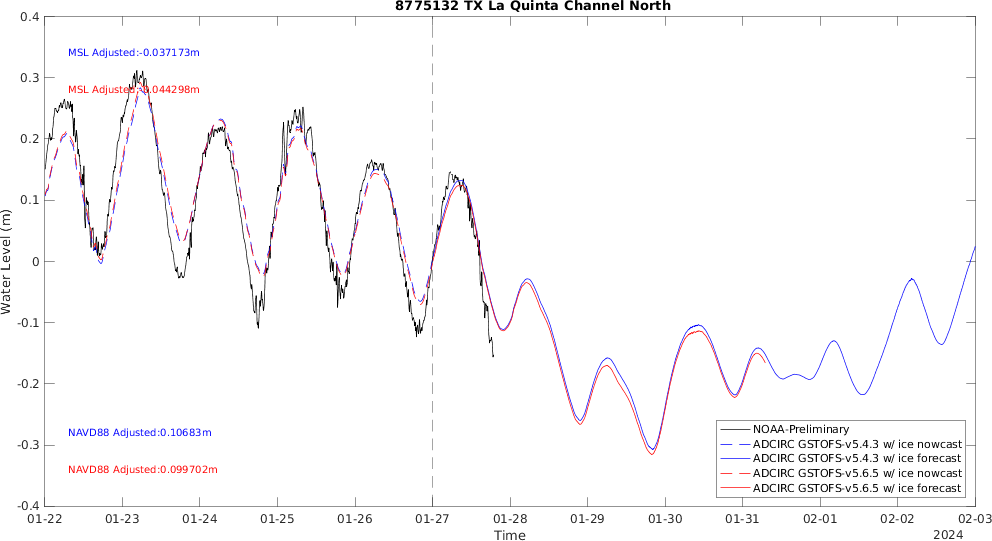 8775132 TX La Quinta Channel North
0.4
0.3
0.2
0.1
0
-0.1
-0.2
-0.3
-0.4
Water Level (m)
MSL Adjusted:-0.037173m
MSL Adjusted:-0.044298m
NAVD88 Adjusted:0.10683m
NAVD88 Adjusted:0.099702m
NOAA-Preliminary
ADCIRC GSTOFS-v5.4.3 w/ ice nowcast
ADCIRC GSTOFS-v5.4.3 w/ ice forecast
ADCIRC GSTOFS-v5.6.5 w/ ice nowcast
ADCIRC GSTOFS-v5.6.5 w/ ice forecast
01-22 01-23 01-24 01-25 01-26 01-27 01-28 01-29 01-30 01-31 02-01 02-02 02-03
Time
2024